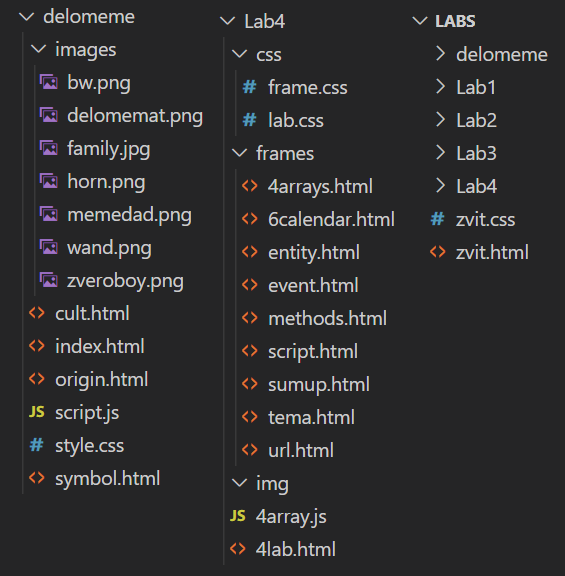 delomeme
images
bw.png
delomemat.png
family.jpg
horn.png
memedad.png
wand.png
zveroboy.png
cult.html
index.html
origin.html
JS script.js
# style.css
symbol.html
Lab4
css
# frame.css
# lab.css
frames
4arrays.html
6calendar.html
entity.html
event.html
methods.html
script.html
sumup.html
tema.html
url.html
img
JS 4array.js
4lab.html
LABS
delomeme
Lab1
Lab2
Lab3
Lab4
# zvit.css
zvit.html